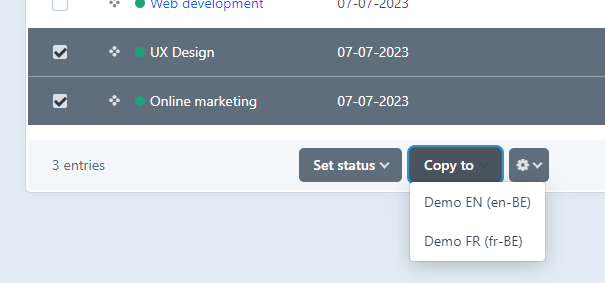 Web development 07-07-2023
UX Design 07-07-2023
Online marketing 07-07-2023
3 entries Set status Copy to
Demo EN (en-BE)
Demo FR (fr-BE)